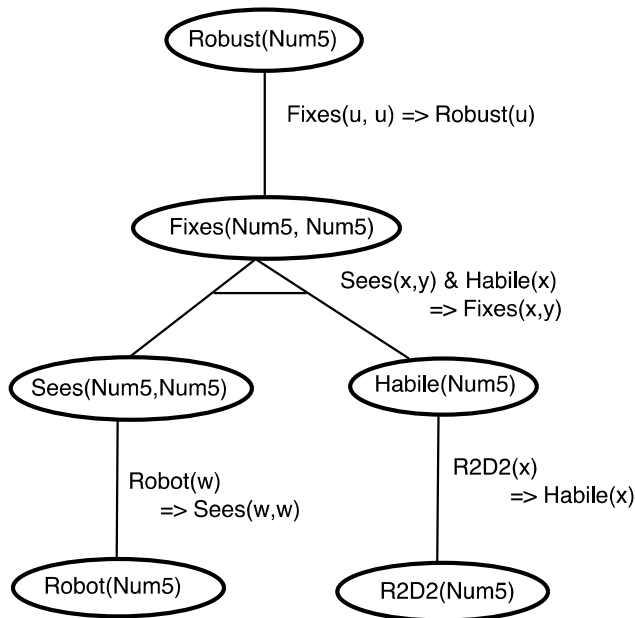 Robust(Num5)
Fixes(u, u) => Robust(u)
Fixes(Num5, Num5)
Sees(x,y) & Habile(x)
=> Fixes(x,y)
Sees(Num5,Num5)
Habile(Num5)
Robot(w)
=> Sees(w,w)
R2D2(x)
=> Habile(x)
Robot(Num5)
R2D2(Num5)